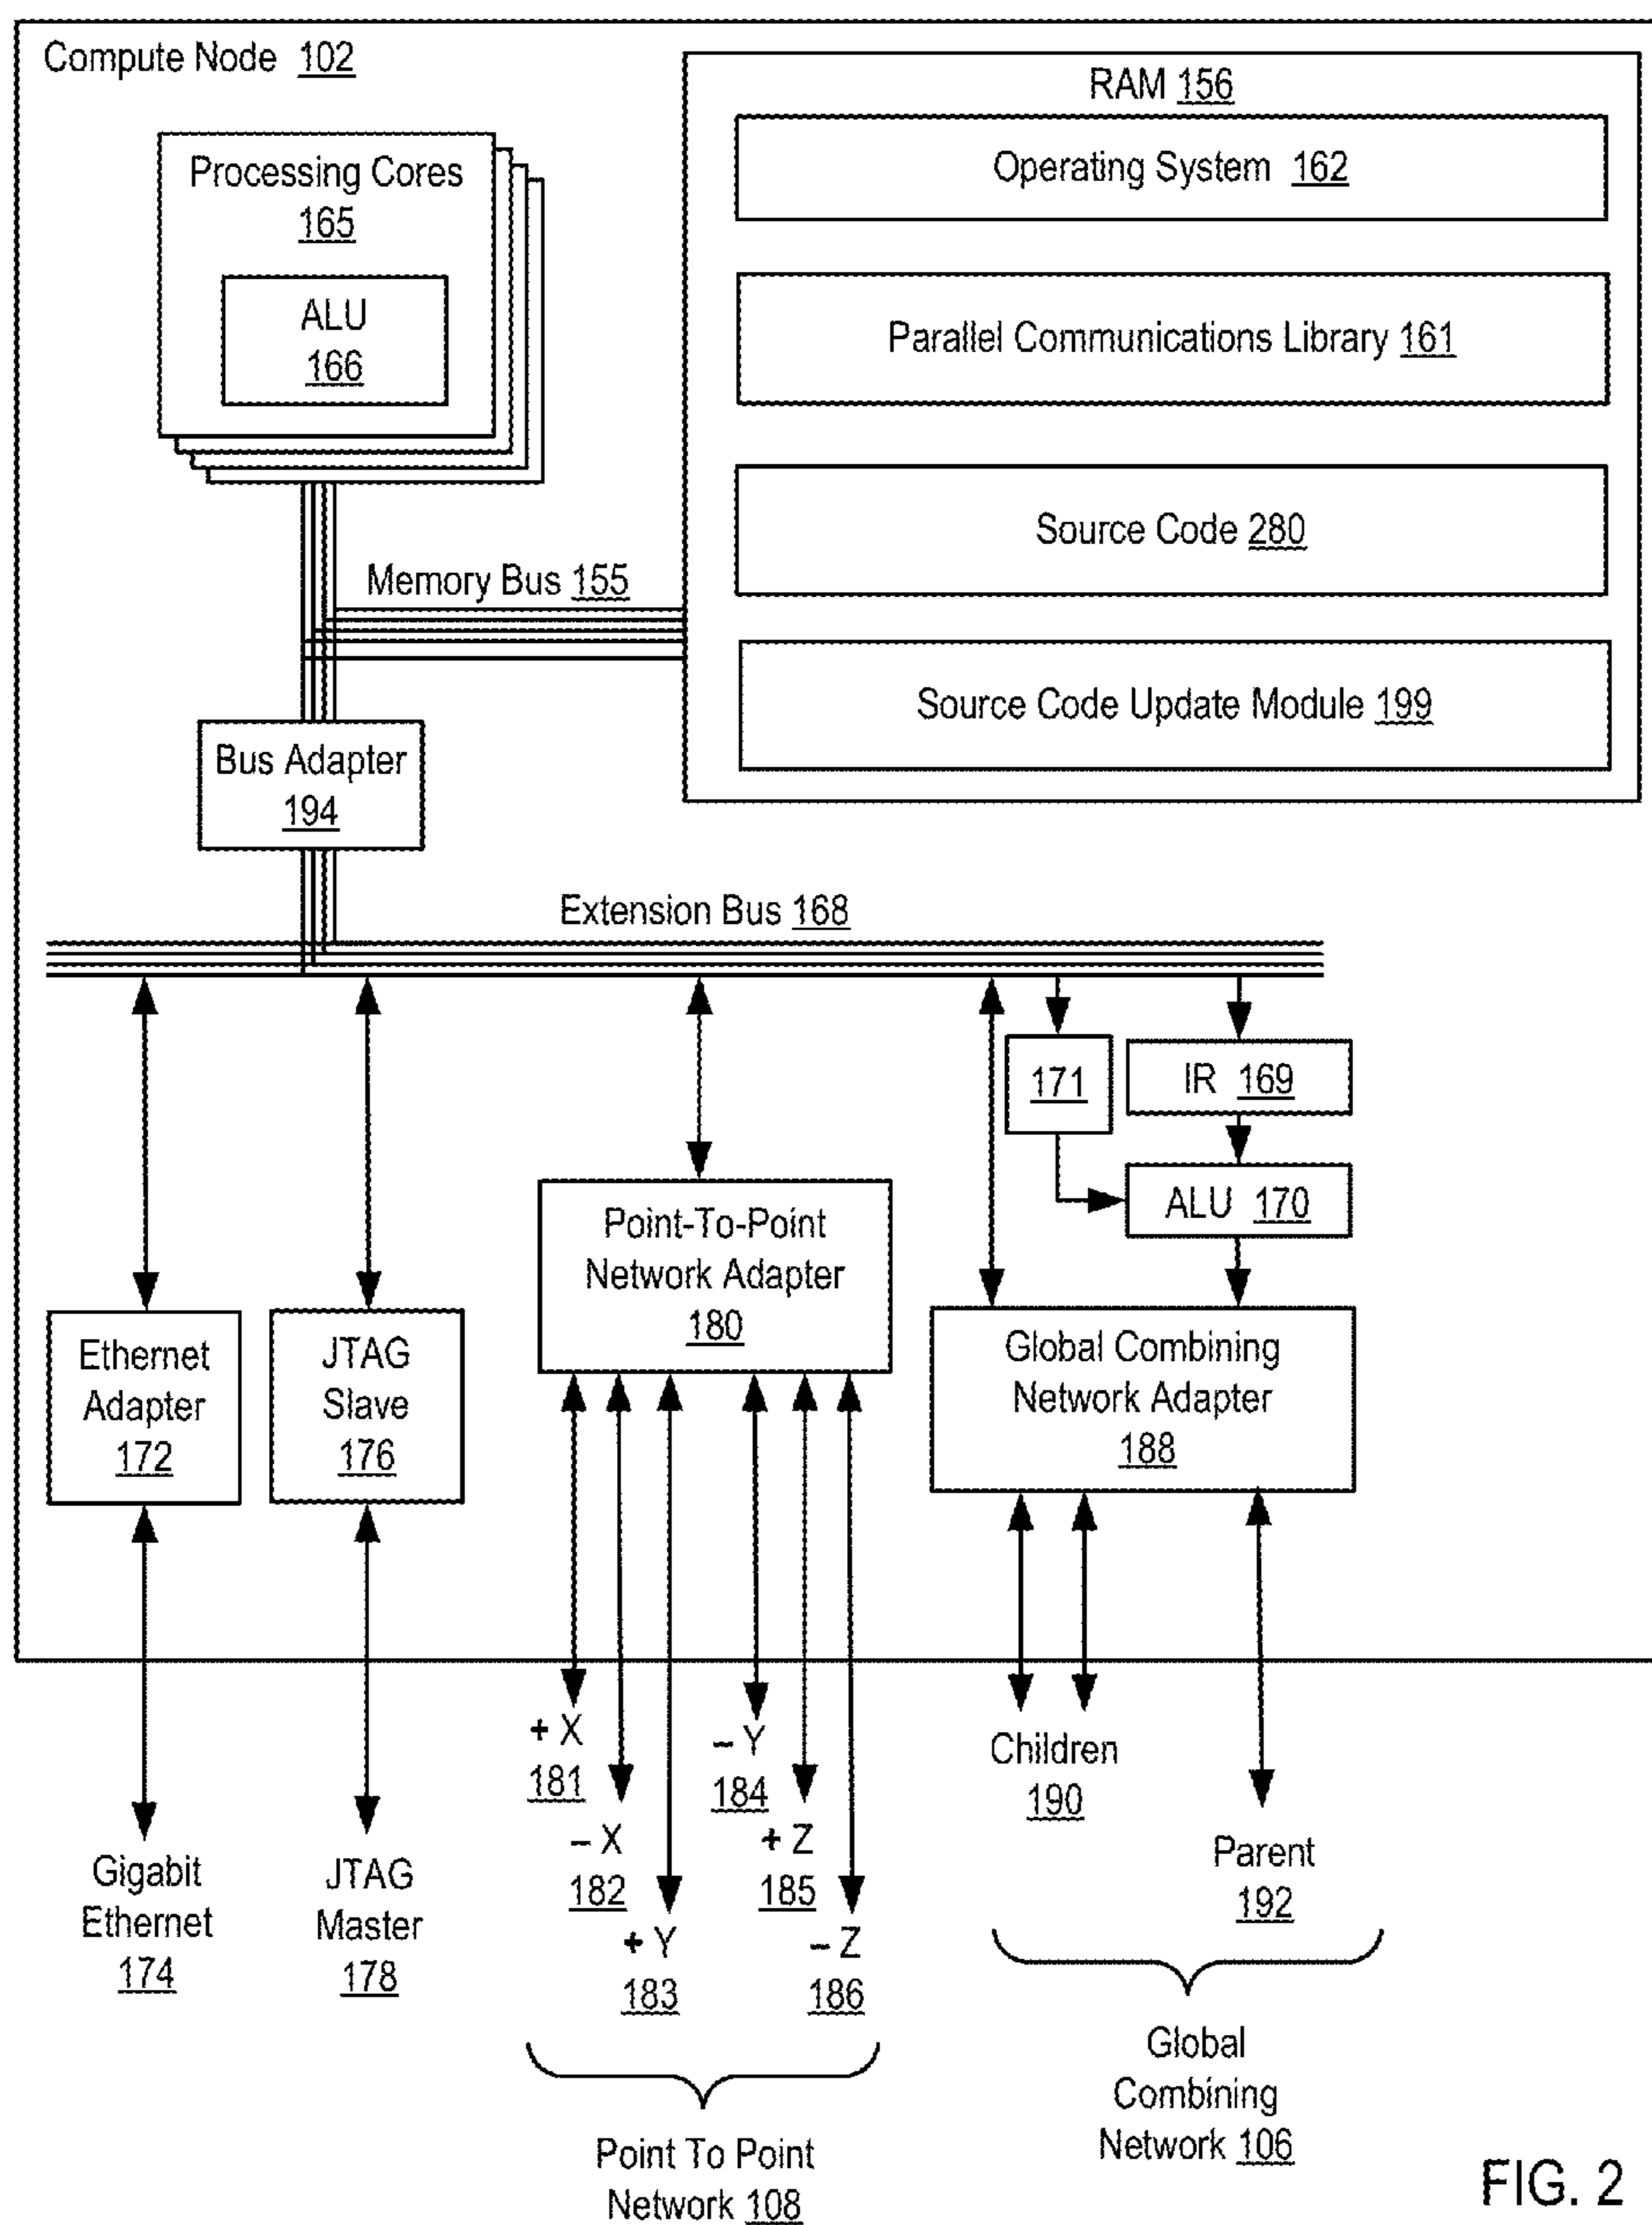 Compute Node 102
RAM 156
Processing Cores
165
ALU
166
Operating System 162
Parallel Communications Library 161
Source Code 280
Memory Bus 155
Source Code Update Module 199
Bus Adapter
194
Extension Bus 168
171
IR 169
ALU 170
Point-To-Point
Network Adapter
180
Ethernet
Adapter
172
JTAG
Slave
176
Global Combining
Network Adapter
188
+ X
181
– X
182
+ Y
183
– Y
184
+ Z
185
– Z
186
Children
190
Parent
192
Gigabit
Ethernet
174
JTAG
Master
178
Point To Point
Network 108
Global
Combining
Network 106
FIG. 2